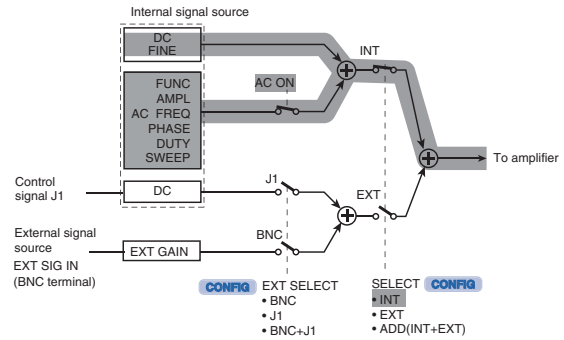 Internal signal source
DC
FINE
INT
FUNC
AMPL
AC FREQ
PHASE
DUTY
SWEEP
AC ON
To amplifier
Control
signal J1
DC
J1
EXT
External signal
source
EXT SIG IN
(BNC terminal)
EXT GAIN
BNC
CONFIG EXT SELECT
• BNC
• J1
• BNC+J1
SELECT CONFIG
• INT
• EXT
• ADD(INT+EXT)